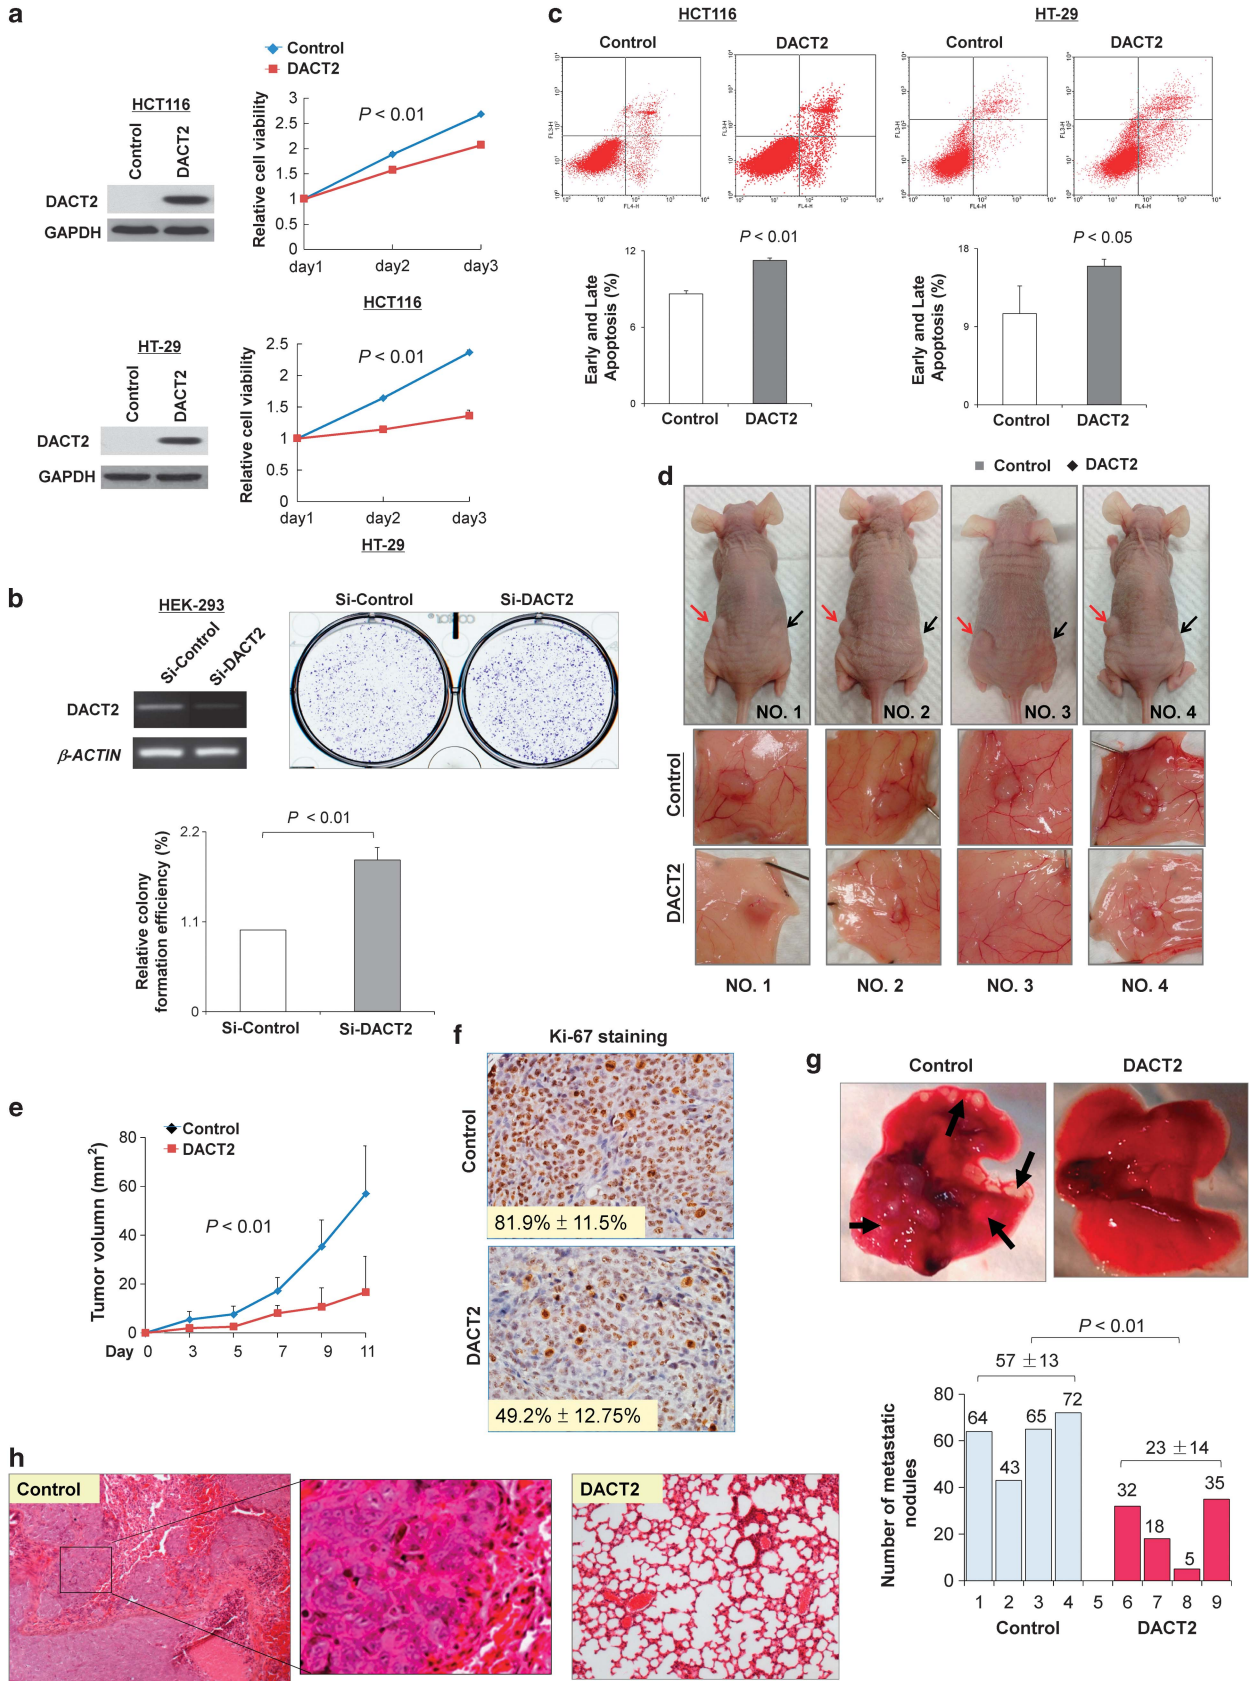 a
Control
DACT2
HCT116
Control
DACT2
DACT2
GAPDH
Relative cell viability
3
2.5
2
1.5
1
0.5
0
P < 0.01
day1
day2
day3
HCT116
HT-29
Control
DACT2
DACT2
GAPDH
Relative cell viability
2.5
2
1.5
1
0.5
0
P < 0.01
day1
day2
day3
HT-29
b
HEK-293
Si-Control
Si-DACT2
DACT2
β-ACTIN
Si-Control
Si-DACT2
Relative colony
formation efficiency (%)
2.2
1.1
0
P < 0.01
Si-Control
Si-DACT2
c
HCT116
HT-29
Control
DACT2
Control
DACT2
FL3-H
FL4-H
FL3-H
FL4-H
FL3-H
FL4-H
FL3-H
FL4-H
Early and Late
Apoptosis (%)
12
6
0
P < 0.01
Control
DACT2
Early and Late
Apoptosis (%)
18
9
0
P < 0.05
Control
DACT2
d
Control
DACT2
NO. 1
NO. 2
NO. 3
NO. 4
Control
DACT2
NO. 1
NO. 2
NO. 3
NO. 4
e
Control
DACT2
Tumor volumn (mm2)
80
60
40
20
0
P < 0.01
Day 0 3 5 7 9 11
f
Ki-67 staining
Control
81.9% ± 11.5%
DACT2
49.2% ± 12.75%
g
Control
DACT2
P < 0.01
57 ± 13
23 ± 14
Number of metastatic
nodules
80
60
40
20
0
64
43
65
72
32
18
5
35
1 2 3 4 5 6 7 8 9
Control
DACT2
h
Control
DACT2